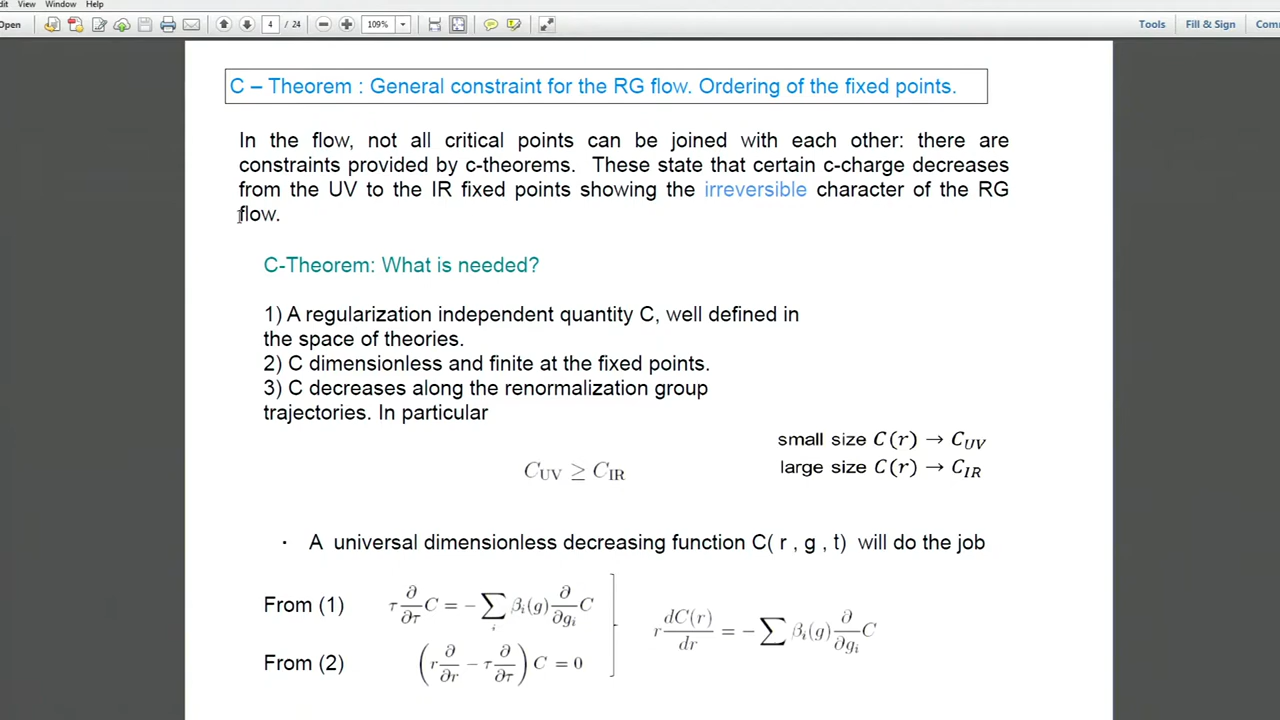 dit View Window Help
Open 4 / 24 109% Tools Fill & Sign
C – Theorem : General constraint for the RG flow. Ordering of the fixed points.
In the flow, not all critical points can be joined with each other: there are
constraints provided by c-theorems. These state that certain c-charge decreases
from the UV to the IR fixed points showing the irreversible character of the RG
flow.
C-Theorem: What is needed?
1) A regularization independent quantity C, well defined in
the space of theories.
2) C dimensionless and finite at the fixed points.
3) C decreases along the renormalization group
trajectories. In particular
small size C(r) → C_UV
large size C(r) → C_IR
C_UV ≥ C_IR
· A universal dimensionless decreasing function C( r , g , t) will do the job
From (1) τ ∂/∂τ C = − ∑_i β_i(g) ∂/∂g_i C
r dC(r)/dr = − ∑ β_i(g) ∂/∂g_i C
From (2) (r ∂/∂r − τ ∂/∂τ) C = 0